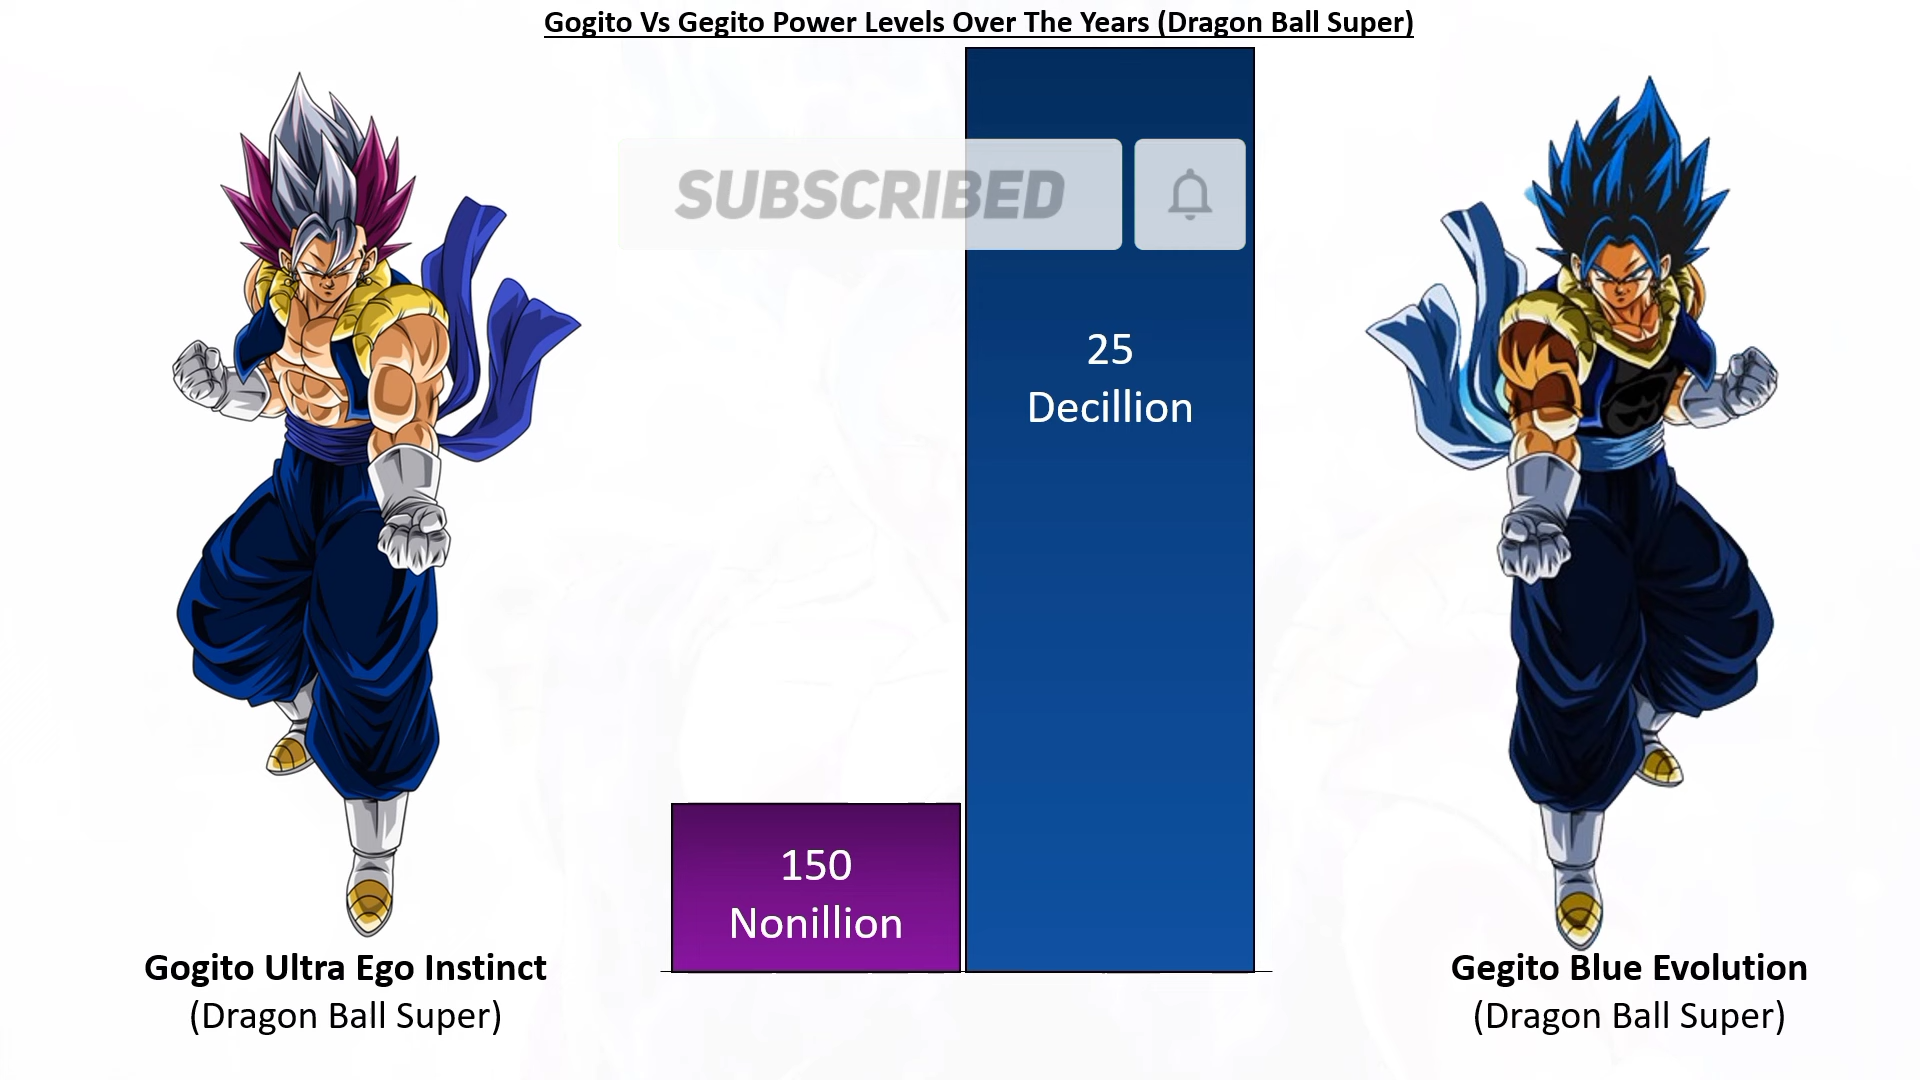 Gogito Vs Gegito Power Levels Over The Years (Dragon Ball Super)
SUBSCRIBED
25
Decillion
150
Nonillion
Gogito Ultra Ego Instinct
(Dragon Ball Super)
Gegito Blue Evolution
(Dragon Ball Super)